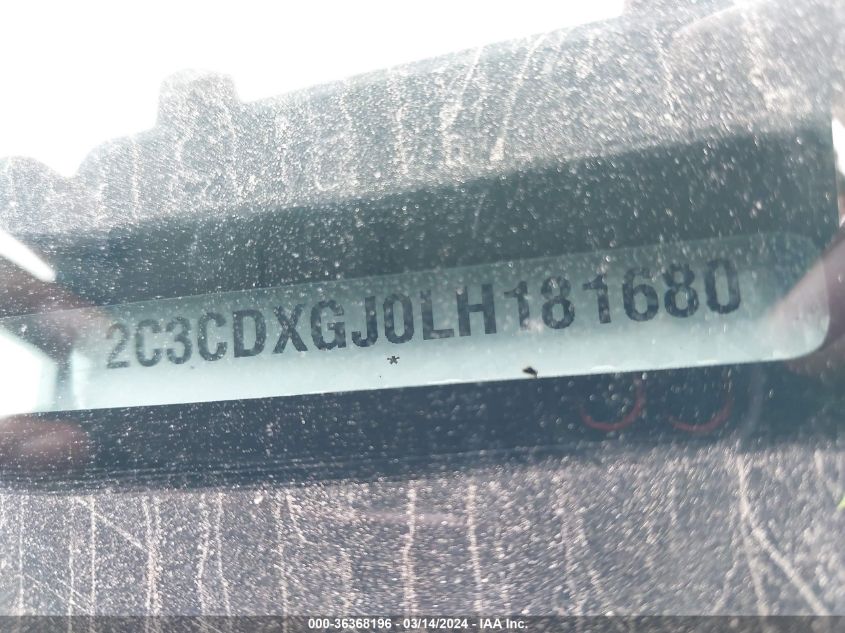 2C3CDXGJ0LH181680
*
000-36368196 - 03/14/2024 - IAA Inc.